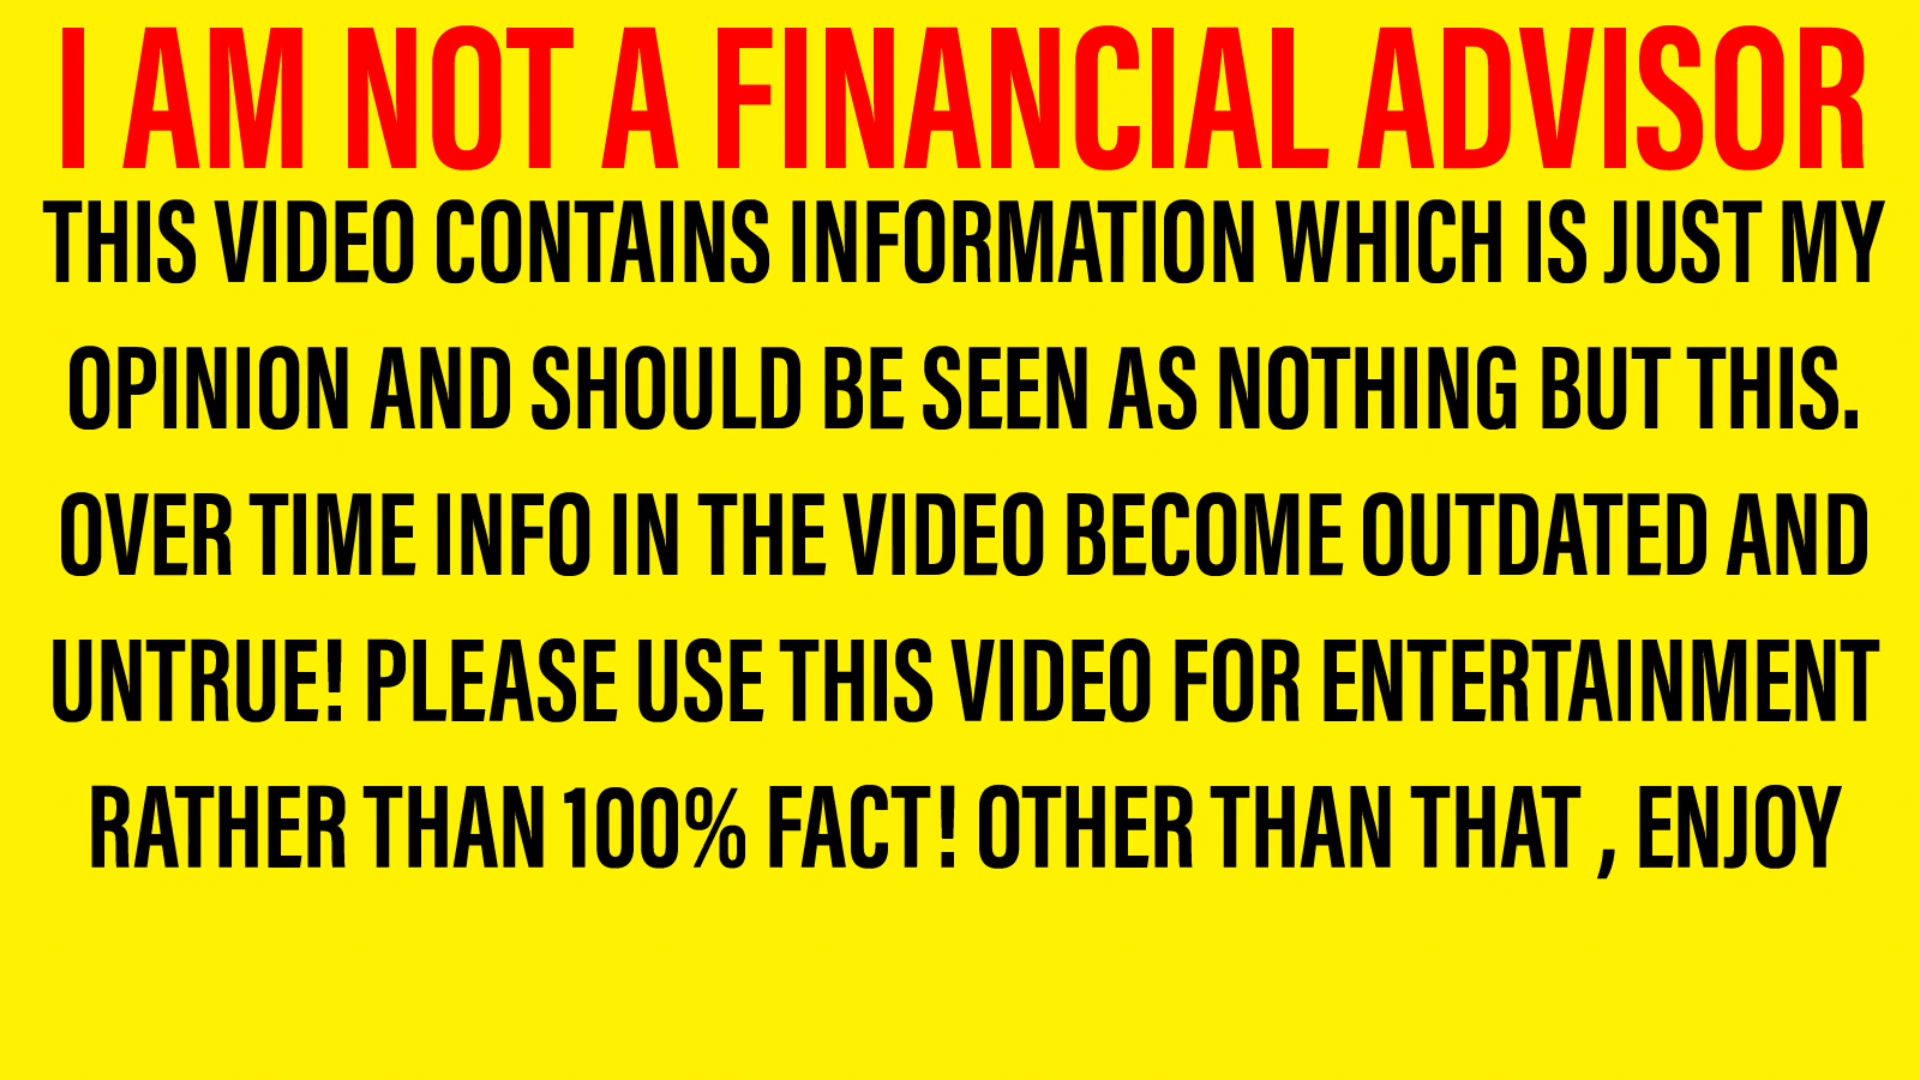 I AM NOT A FINANCIAL ADVISOR
THIS VIDEO CONTAINS INFORMATION WHICH IS JUST MY
OPINION AND SHOULD BE SEEN AS NOTHING BUT THIS.
OVER TIME INFO IN THE VIDEO BECOME OUTDATED AND
UNTRUE! PLEASE USE THIS VIDEO FOR ENTERTAINMENT
RATHER THAN 100% FACT! OTHER THAN THAT , ENJOY